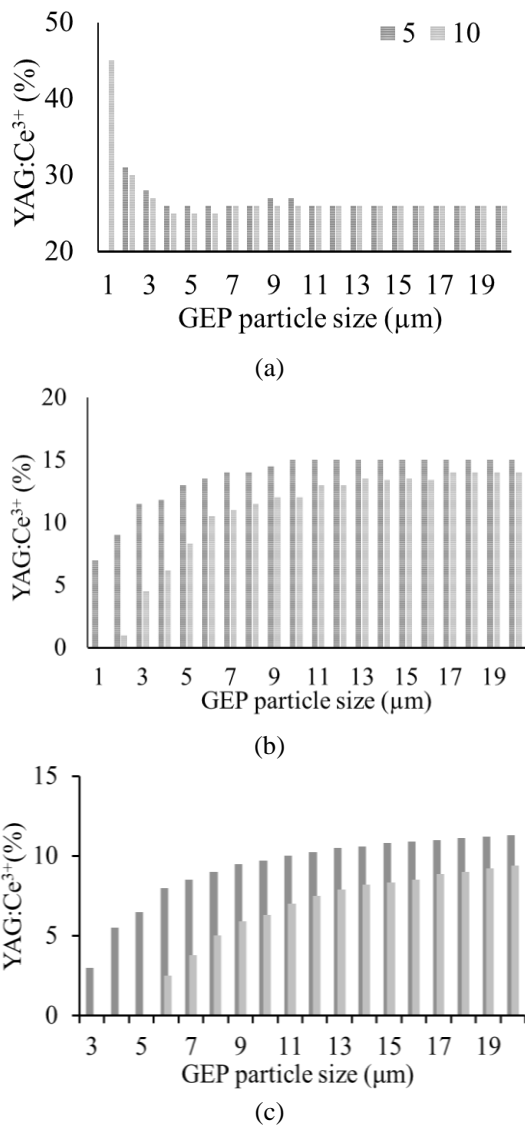 50
5 10
40
30
20
YAG:Ce³⁺ (%)
1 3 5 7 9 11 13 15 17 19
GEP particle size (µm)
(a)
20
15
10
5
0
YAG:Ce³⁺ (%)
1 3 5 7 9 11 13 15 17 19
GEP particle size (µm)
(b)
15
10
5
0
YAG:Ce³⁺(%)
3 5 7 9 11 13 15 17 19
GEP particle size (μm)
(c)